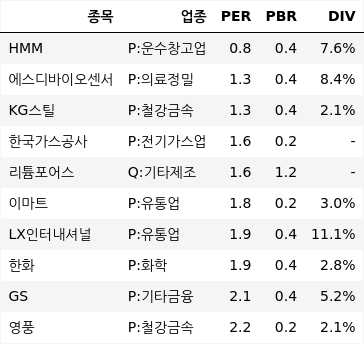 종목 업종 PER PBR DIV
HMM P:운수창고업 0.8 0.4 7.6%
에스디바이오센서 P:의료정밀 1.3 0.4 8.4%
KG스틸 P:철강금속 1.3 0.4 2.1%
한국가스공사 P:전기가스업 1.6 0.2 -
리튬포어스 Q:기타제조 1.6 1.2 -
이마트 P:유통업 1.8 0.2 3.0%
LX인터내셔널 P:유통업 1.9 0.4 11.1%
한화 P:화학 1.9 0.4 2.8%
GS P:기타금융 2.1 0.4 5.2%
영풍 P:철강금속 2.2 0.2 2.1%